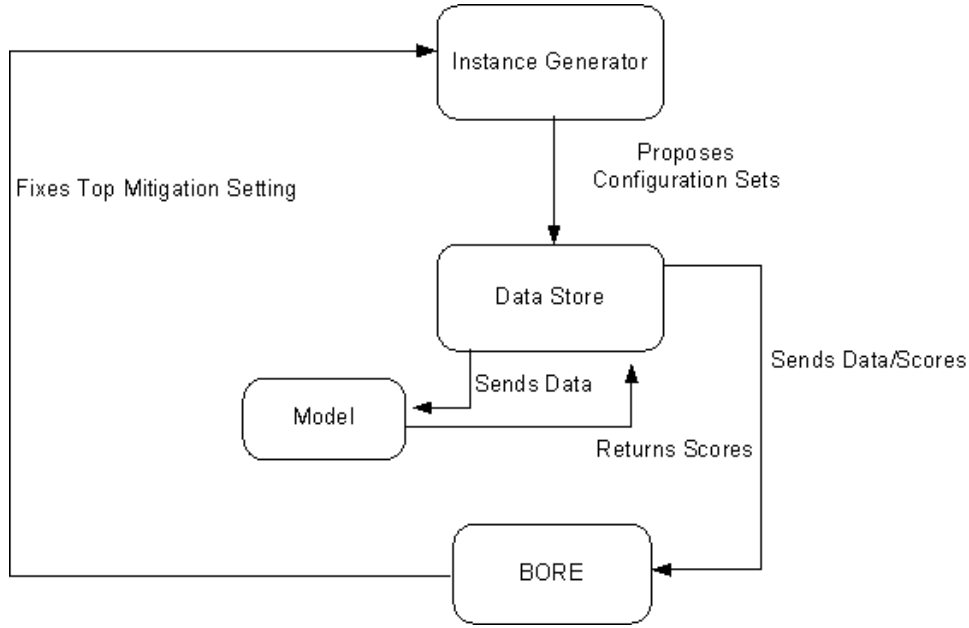 Instance Generator
Proposes
Configuration Sets
Fixes Top Mitigation Setting
Data Store
Sends Data/Scores
Sends Data
Model
Returns Scores
BORE